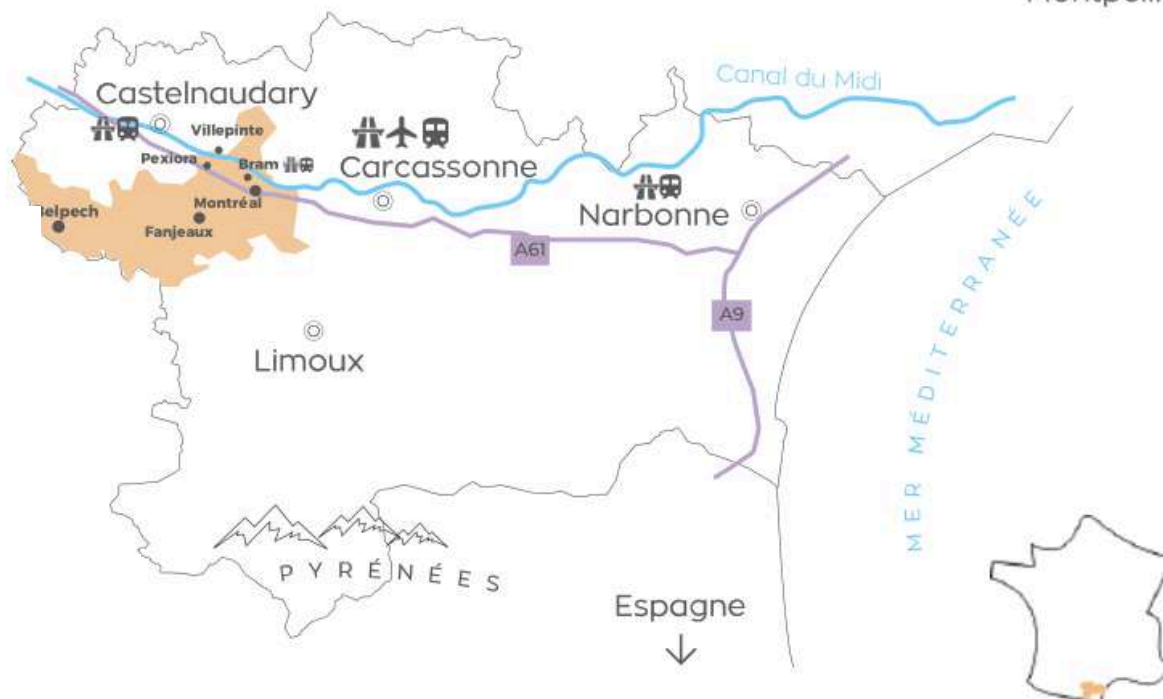 Canal du Midi
Castelnaudary
Villepinte
Carcassonne
Pexiora
Bram
Narbonne
Montréal
Fanjeaux
A61
A9
Limoux
MER MÉDITERRANÉE
PYRÉNÉES
Espagne